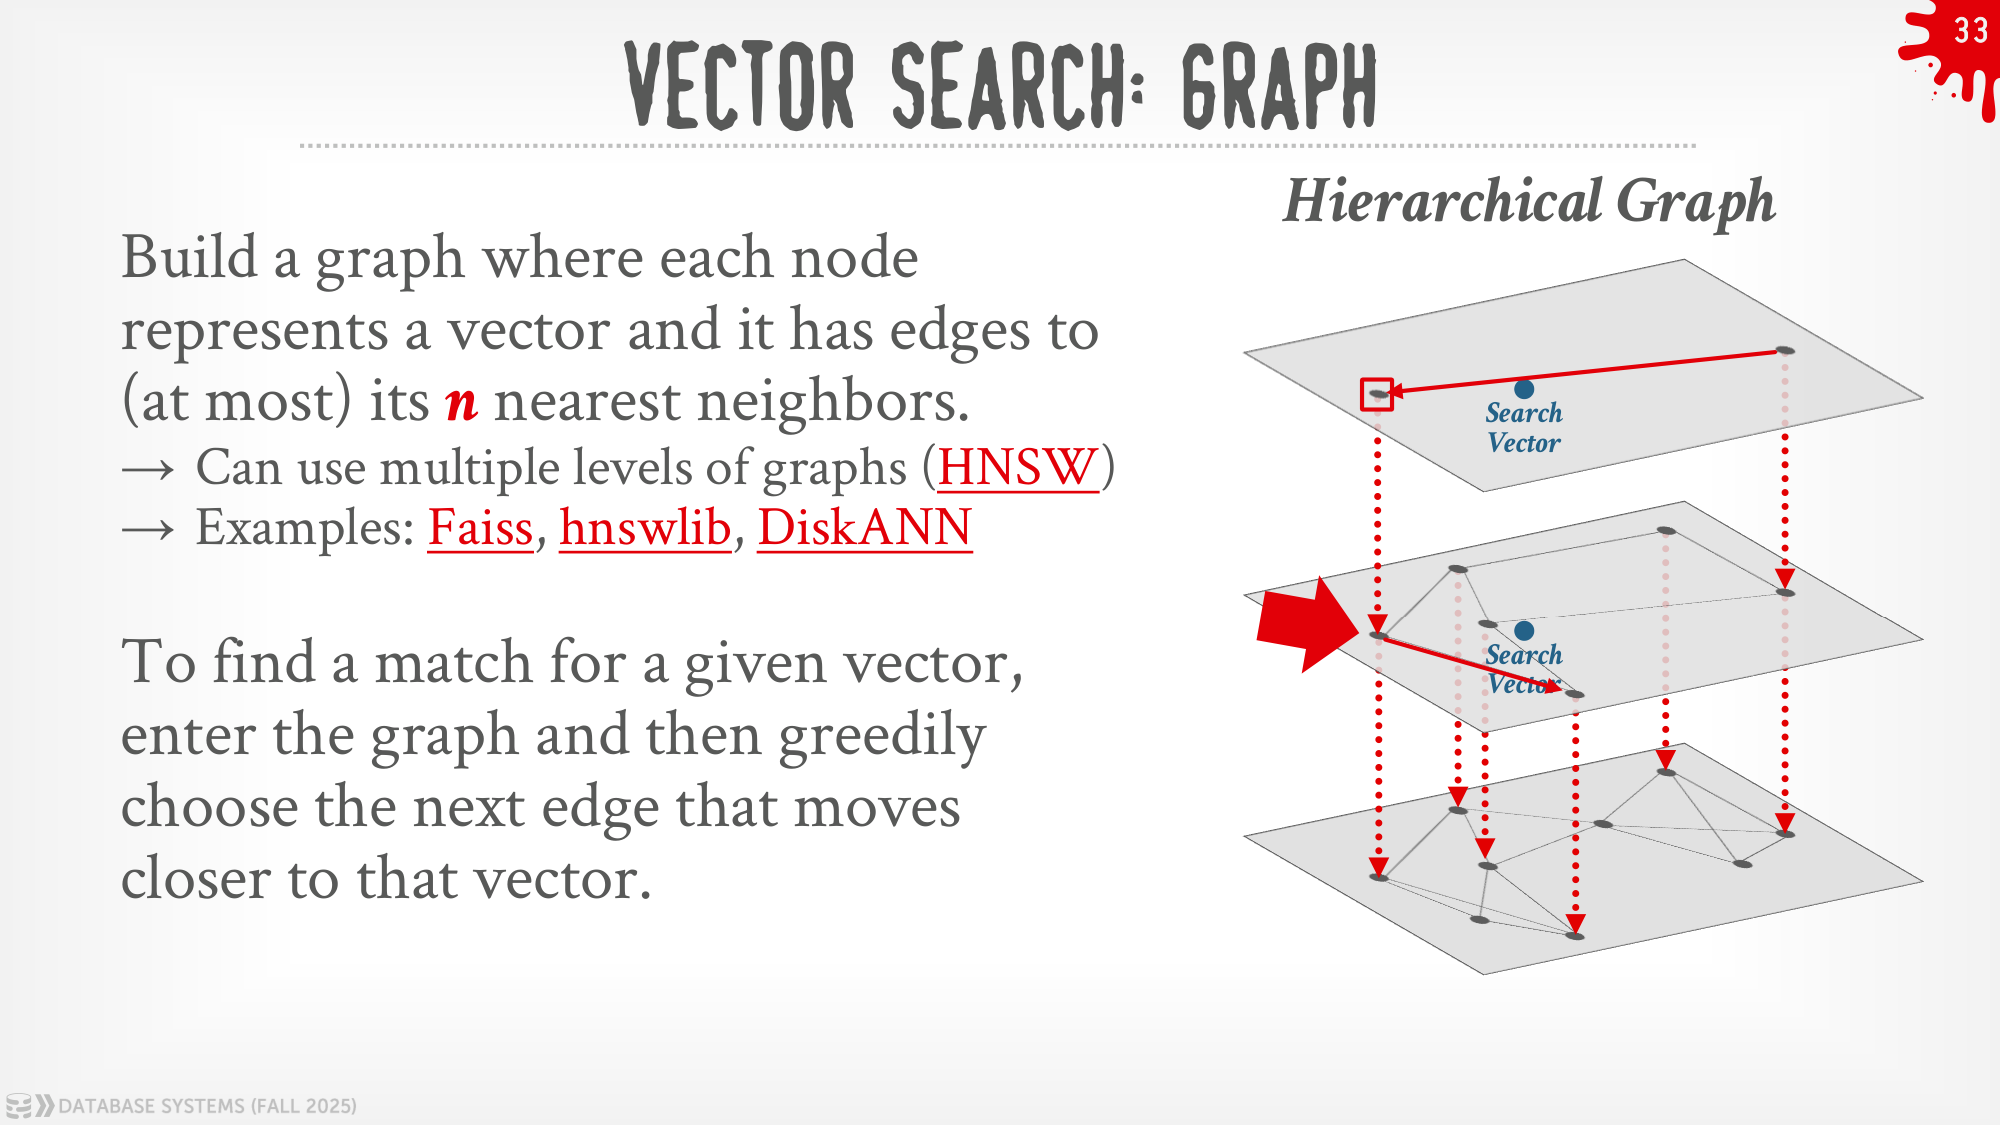 33
VECTOR SEARCH: GRAPH
Build a graph where each node
represents a vector and it has edges to
(at most) its n nearest neighbors.
→ Can use multiple levels of graphs (HNSW)
→ Examples: Faiss, hnswlib, DiskANN
To find a match for a given vector,
enter the graph and then greedily
choose the next edge that moves
closer to that vector.
Hierarchical Graph
Search
Vector
Search
Vector
DATABASE SYSTEMS (FALL 2025)